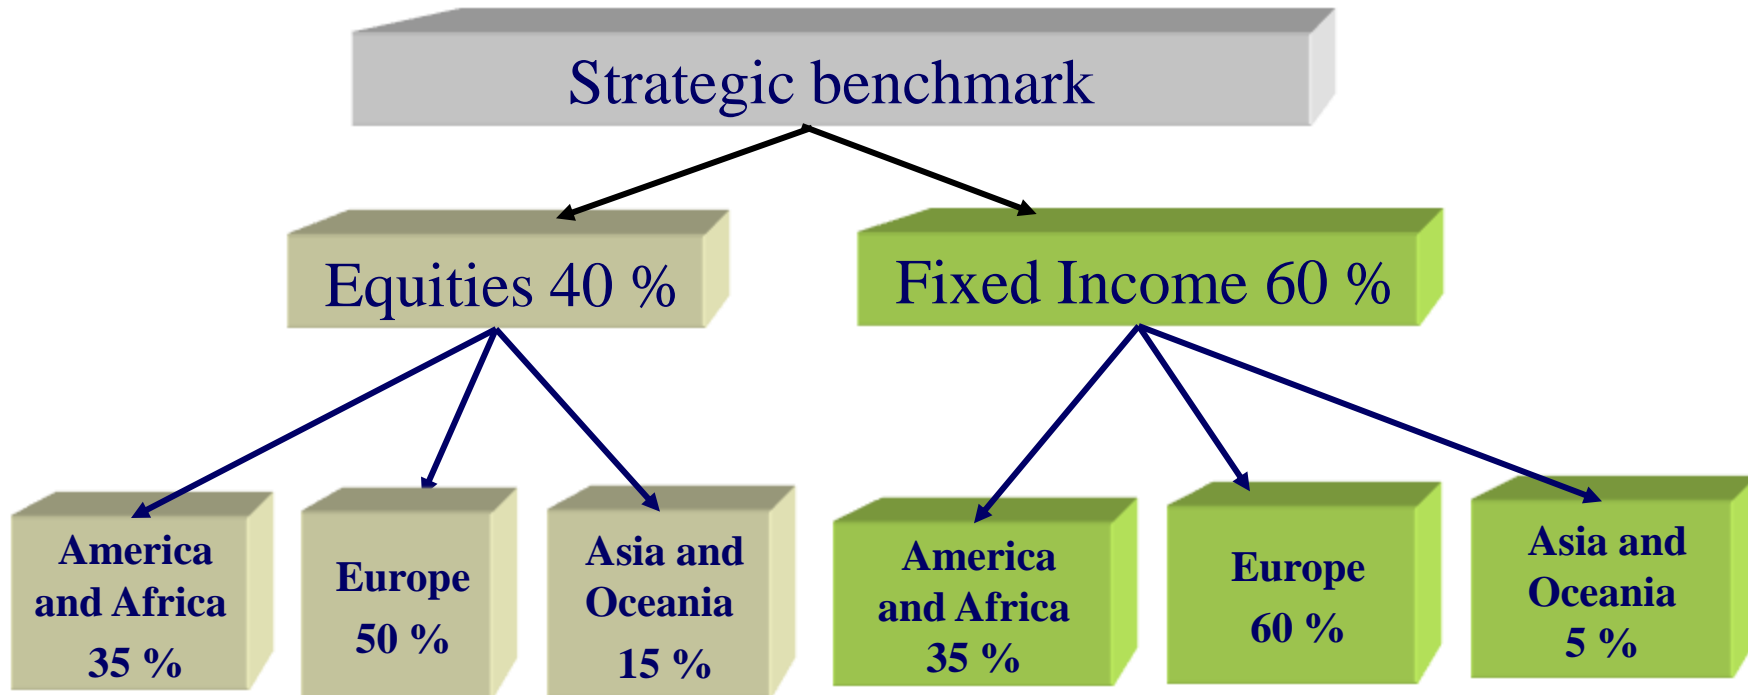 Strategic benchmark
Equities 40 %
Fixed Income 60 %
America
and Africa
35 %
Europe
50 %
Asia and
Oceania
15 %
America
and Africa
35 %
Europe
60 %
Asia and
Oceania
5 %